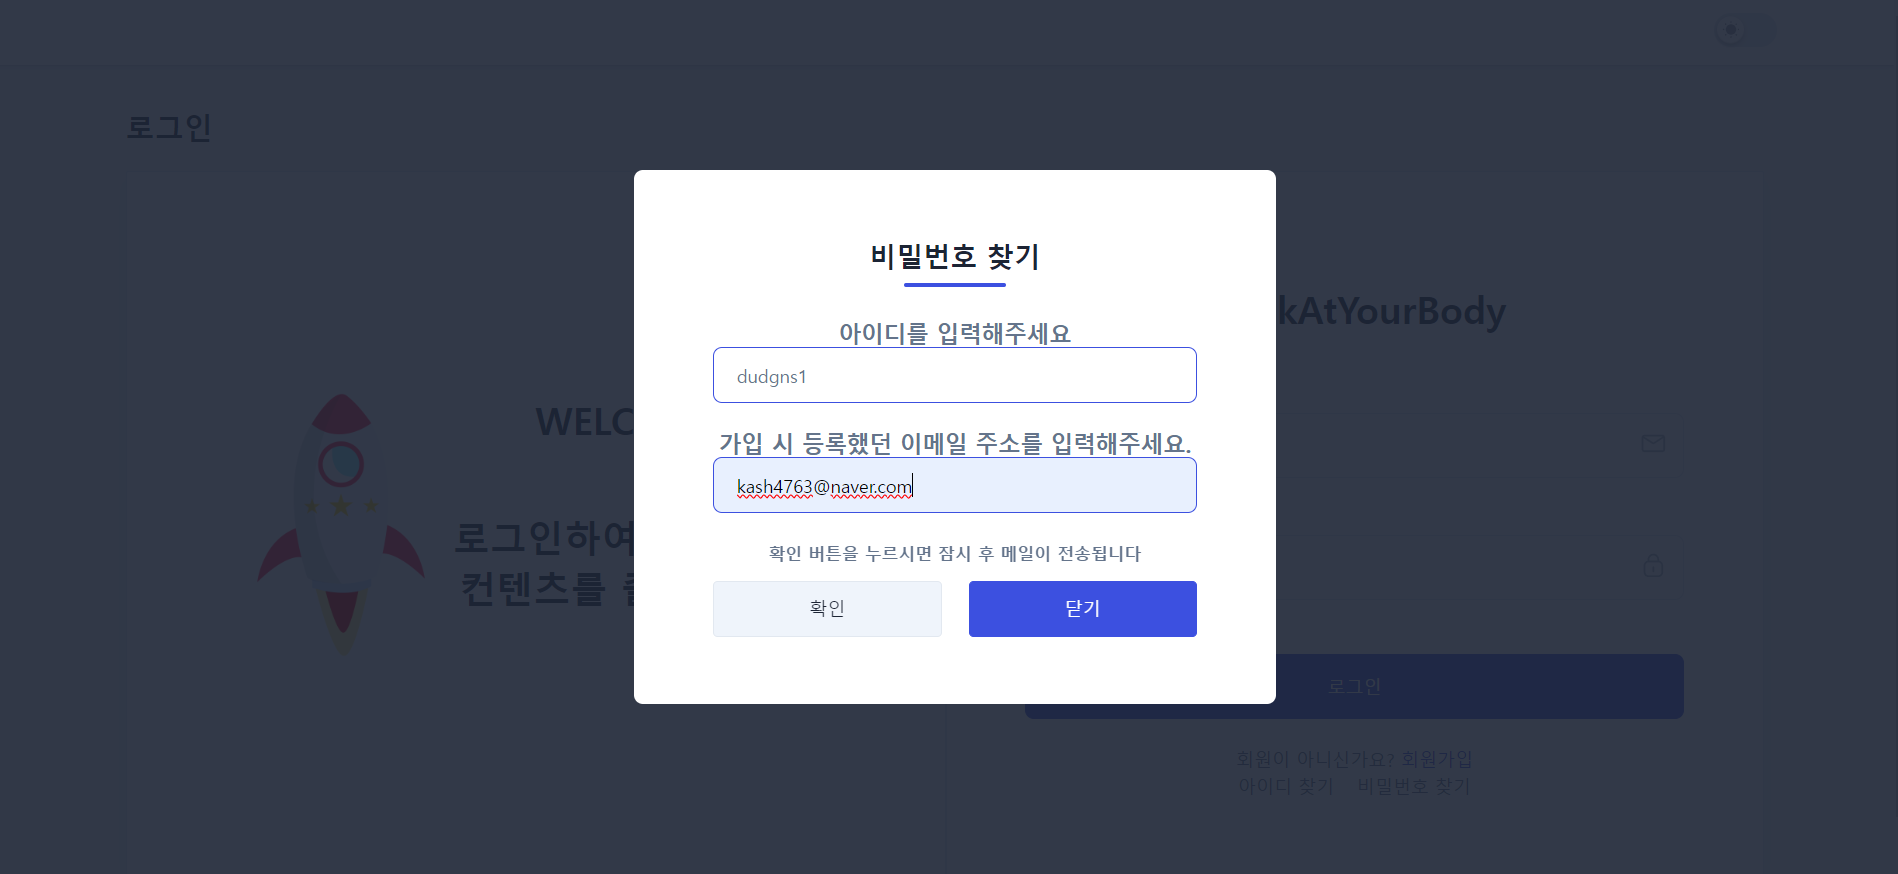 로그인
비밀번호 찾기
kAtYourBody
아이디를 입력해주세요
dudgns1
WELC
가입 시 등록했던 이메일 주소를 입력해주세요.
kash4763@naver.com
로그인하여
확인 버튼을 누르시면 잠시 후 메일이 전송됩니다
컨텐츠를
확인
닫기
로그인
회원이 아니신가요? 회원가입
아이디 찾기 비밀번호 찾기